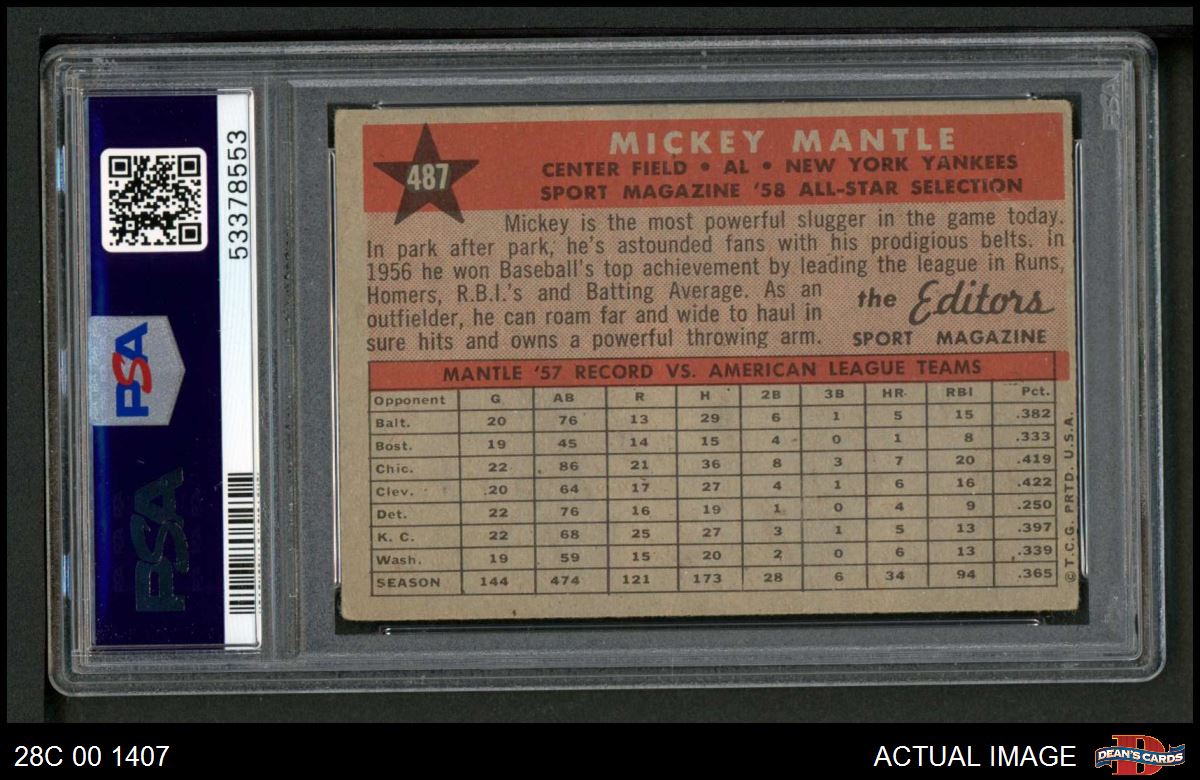 PSA
PSA
53378553
487
MICKEY MANTLE
CENTER FIELD • AL • NEW YORK YANKEES
SPORT MAGAZINE '58 ALL-STAR SELECTION
Mickey is the most powerful slugger in the game today.
In park after park, he's astounded fans with his prodigious belts. In
1956 he won Baseball's top achievement by leading the league in Runs,
Homers, R.B.I.'s and Batting Average. As an
outfielder, he can roam far and wide to haul in
sure hits and owns a powerful throwing arm.
the Editors
SPORT MAGAZINE
MANTLE '57 RECORD VS. AMERICAN LEAGUE TEAMS
Opponent G AB R H 2B 3B HR RBI Pct.
Balt. 20 76 13 29 6 1 5 15 .382
Bost. 19 45 14 15 4 0 1 8 .333
Chic. 22 86 21 36 8 3 7 20 .419
Clev. 20 64 17 27 4 1 6 16 .422
Det. 22 76 16 19 1 0 4 9 .250
K. C. 22 68 25 27 3 1 5 13 .397
Wash. 19 59 15 20 2 0 6 13 .339
SEASON 144 474 121 173 28 6 34 94 .365
© T.C.G. PRTD. U.S.A.
PSA
28C 00 1407
ACTUAL IMAGE
D
DEAN'S CARDS